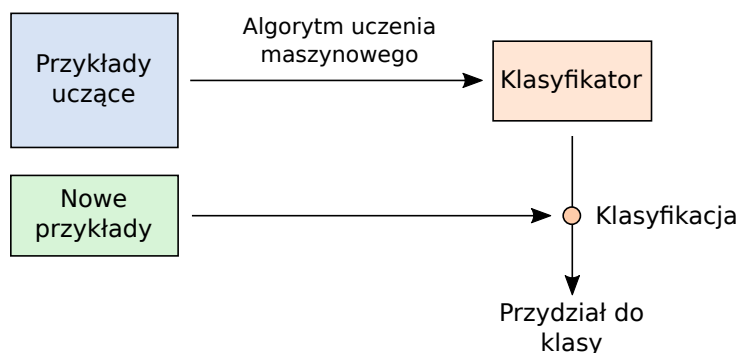 Przykłady
uczące
Algorytm uczenia
maszynowego
Klasyfikator
Nowe
przykłady
Klasyfikacja
Przydział do
klasy